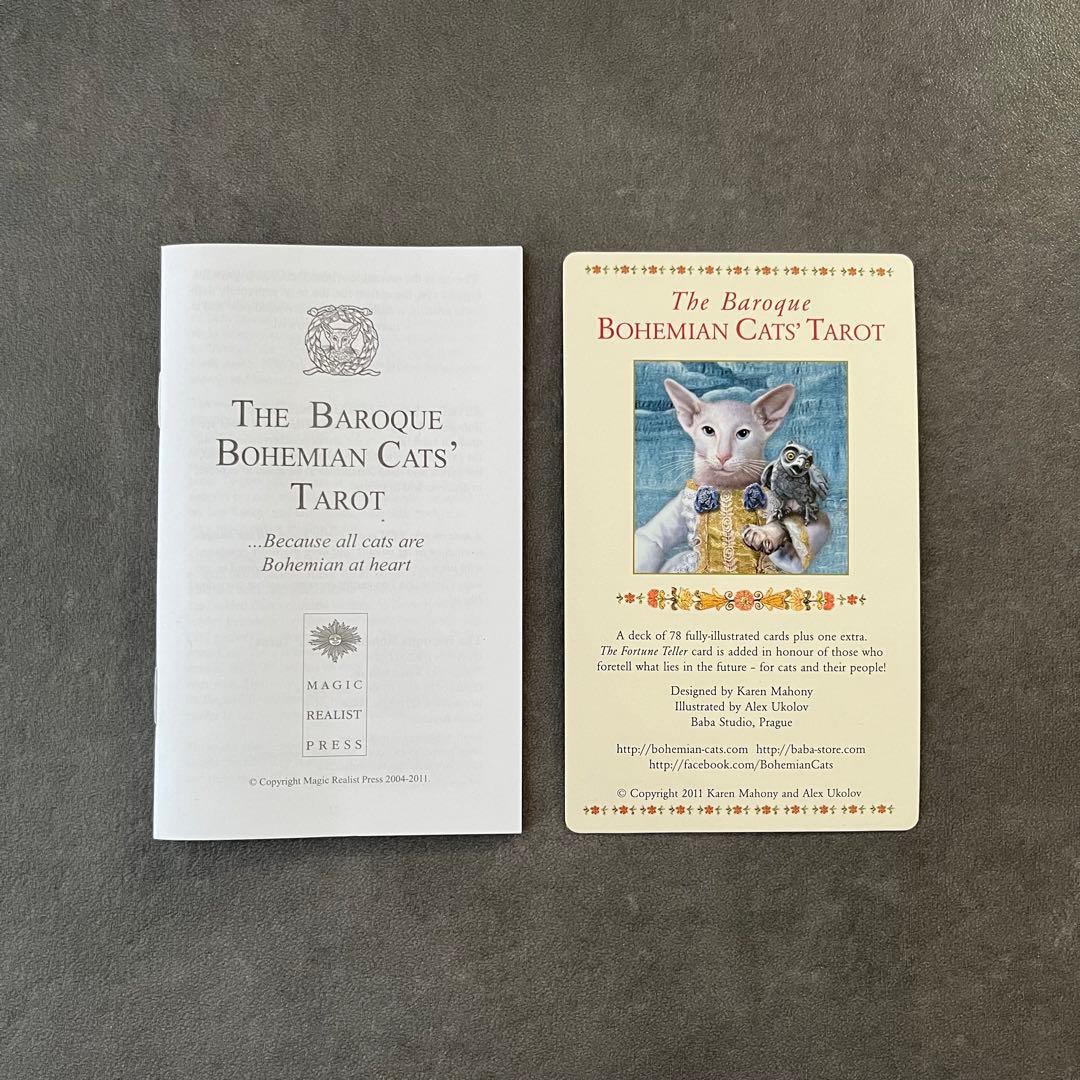 THE BAROQUE
BOHEMIAN CATS'
TAROT
...Because all cats are
Bohemian at heart
MAGIC
REALIST
PRESS
© Copyright Magic Realist Press 2004-2011.
The Baroque
BOHEMIAN CATS' TAROT
A deck of 78 fully-illustrated cards plus one extra.
The Fortune Teller card is added in honour of those who
foretell what lies in the future – for cats and their people!
Designed by Karen Mahony
Illustrated by Alex Ukolov
Baba Studio, Prague
http://bohemian-cats.com http://baba-store.com
http://facebook.com/BohemianCats
© Copyright 2011 Karen Mahony and Alex Ukolov